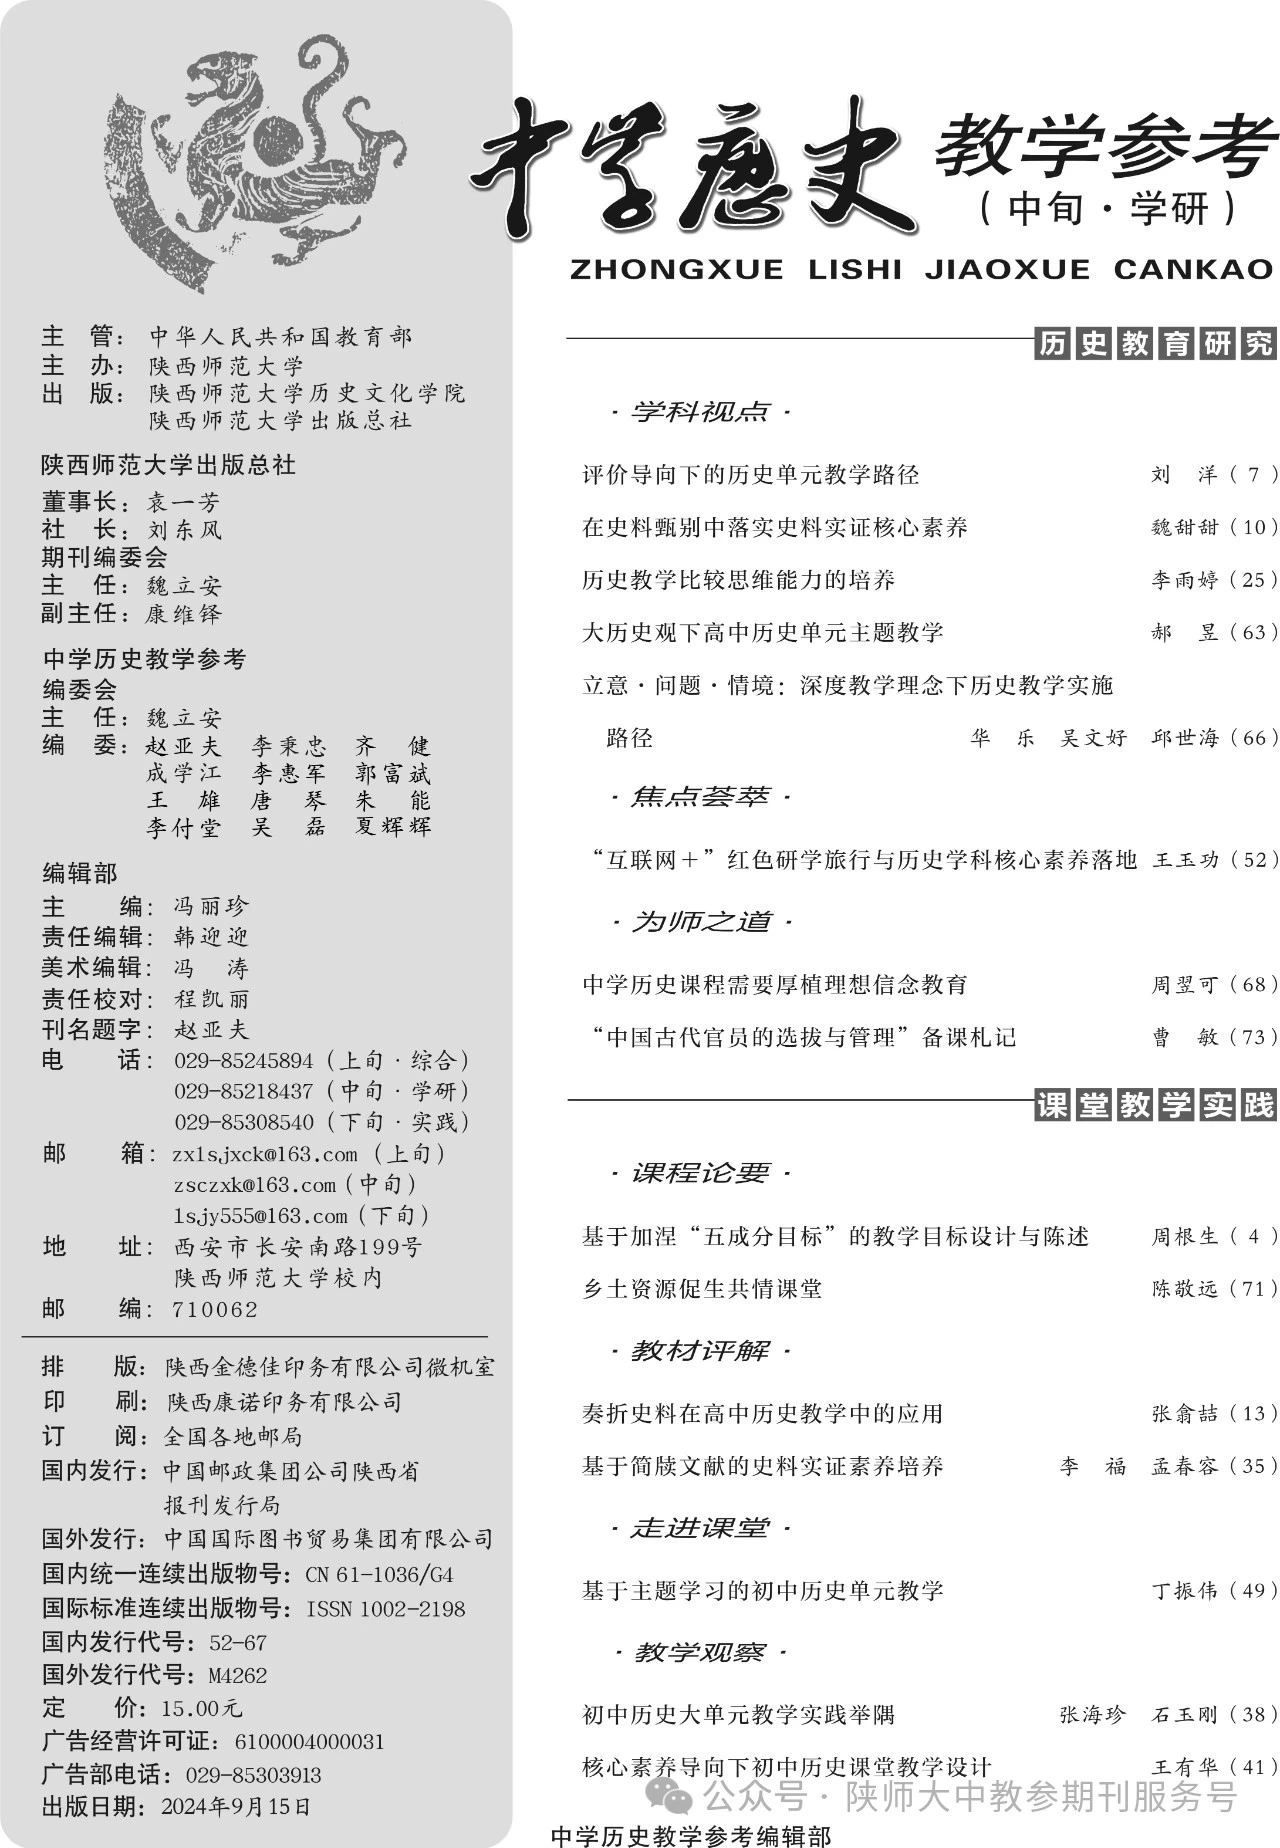 中学历史 教学参考
（中旬·学研）
ZHONGXUE LISHI JIAOXUE CANKAO
主 管：中华人民共和国教育部
主 办：陕西师范大学
出 版：陕西师范大学历史文化学院
陕西师范大学出版总社
陕西师范大学出版总社
董事长：袁一芳
社 长：刘东风
期刊编委会
主 任：魏立安
副主任：康维铎
中学历史教学参考
编委会
主 任：魏立安
编 委：赵亚夫 李秉忠 齐 健
成学江 李惠军 郭富斌
王 雄 唐 琴 朱 能
李付堂 吴 磊 夏辉辉
编辑部
主 编：冯丽珍
责任编辑：韩迎迎
美术编辑：冯 涛
责任校对：程凯丽
刊名题字：赵亚夫
电 话：029-85245894（上旬·综合）
029-85218437（中旬·学研）
029-85308540（下旬·实践）
邮 箱：zx1sjxck@163.com（上旬）
zsczxk@163.com（中旬）
1sjy555@163.com（下旬）
地 址：西安市长安南路199号
陕西师范大学校内
邮 编：710062
排 版：陕西金德佳印务有限公司微机室
印 刷：陕西康诺印务有限公司
订 阅：全国各地邮局
国内发行：中国邮政集团公司陕西省
报刊发行局
国外发行：中国国际图书贸易集团有限公司
国内统一连续出版物号：CN 61-1036/G4
国际标准连续出版物号：ISSN 1002-2198
国内发行代号：52-67
国外发行代号：M4262
定 价：15.00元
广告经营许可证：6100004000031
广告部电话：029-85303913
出版日期：2024年9月15日
历史教育研究
·学科视点·
评价导向下的历史单元教学路径 刘 洋（7）
在史料甄别中落实史料实证核心素养 魏甜甜（10）
历史教学比较思维能力的培养 李雨婷（25）
大历史观下高中历史单元主题教学 郝 昱（63）
立意·问题·情境：深度教学理念下历史教学实施
路径 华 乐 吴文好 邱世海（66）
·焦点荟萃·
“互联网＋”红色研学旅行与历史学科核心素养落地 王玉功（52）
·为师之道·
中学历史课程需要厚植理想信念教育 周翌可（68）
“中国古代官员的选拔与管理”备课札记 曹 敏（73）
课堂教学实践
·课程论要·
基于加涅“五成分目标”的教学目标设计与陈述 周根生（4）
乡土资源促生共情课堂 陈敬远（71）
·教材评解·
奏折史料在高中历史教学中的应用 张翕喆（13）
基于简牍文献的史料实证素养培养 李 福 孟春容（35）
·走进课堂·
基于主题学习的初中历史单元教学 丁振伟（49）
·教学观察·
初中历史大单元教学实践举隅 张海珍 石玉刚（38）
核心素养导向下初中历史课堂教学设计 王有华（41）
公众号·陕师大中教参期刊服务号
中学历史教学参考编辑部